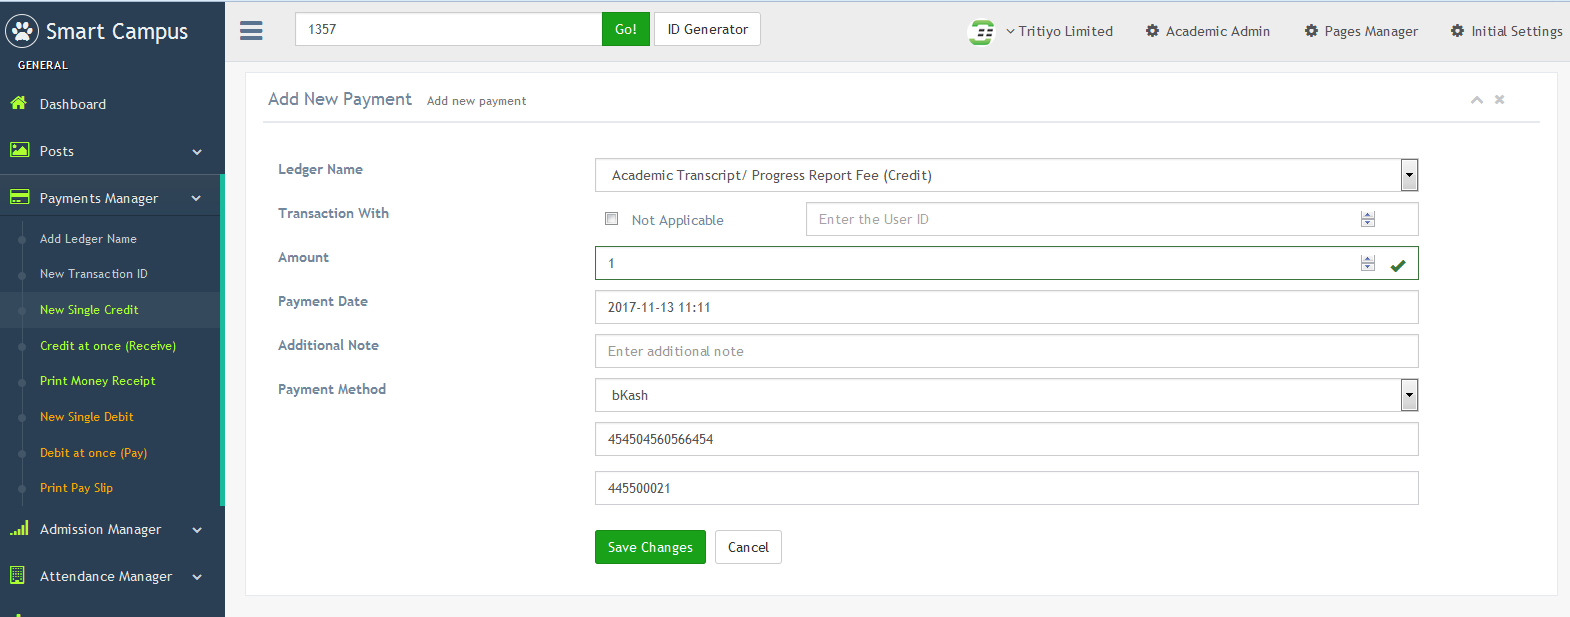 Smart Campus
GENERAL
Dashboard
Posts
Payments Manager
Add Ledger Name
New Transaction ID
New Single Credit
Credit at once (Receive)
Print Money Receipt
New Single Debit
Debit at once (Pay)
Print Pay Slip
Admission Manager
Attendance Manager
1357 Go! ID Generator
Tritiyo Limited Academic Admin Pages Manager Initial Settings
Add New Payment Add new payment
Ledger Name Academic Transcript/ Progress Report Fee (Credit)
Transaction With Not Applicable Enter the User ID
Amount 1
Payment Date 2017-11-13 11:11
Additional Note Enter additional note
Payment Method bKash
454504560566454
445500021
Save Changes Cancel